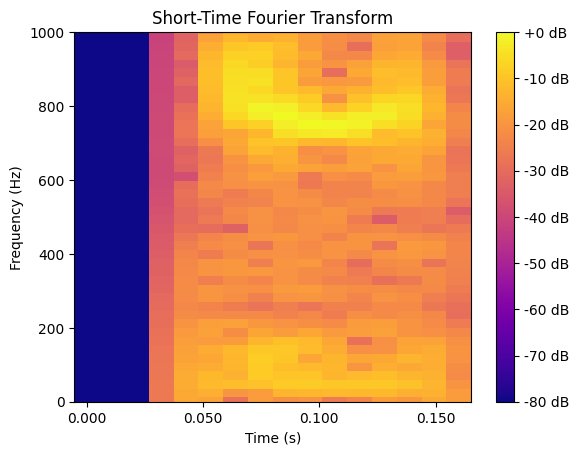 Short-Time Fourier Transform
1000
800
600
400
200
0
Frequency (Hz)
0.000
0.050
0.100
0.150
Time (s)
+0 dB
-10 dB
-20 dB
-30 dB
-40 dB
-50 dB
-60 dB
-70 dB
-80 dB